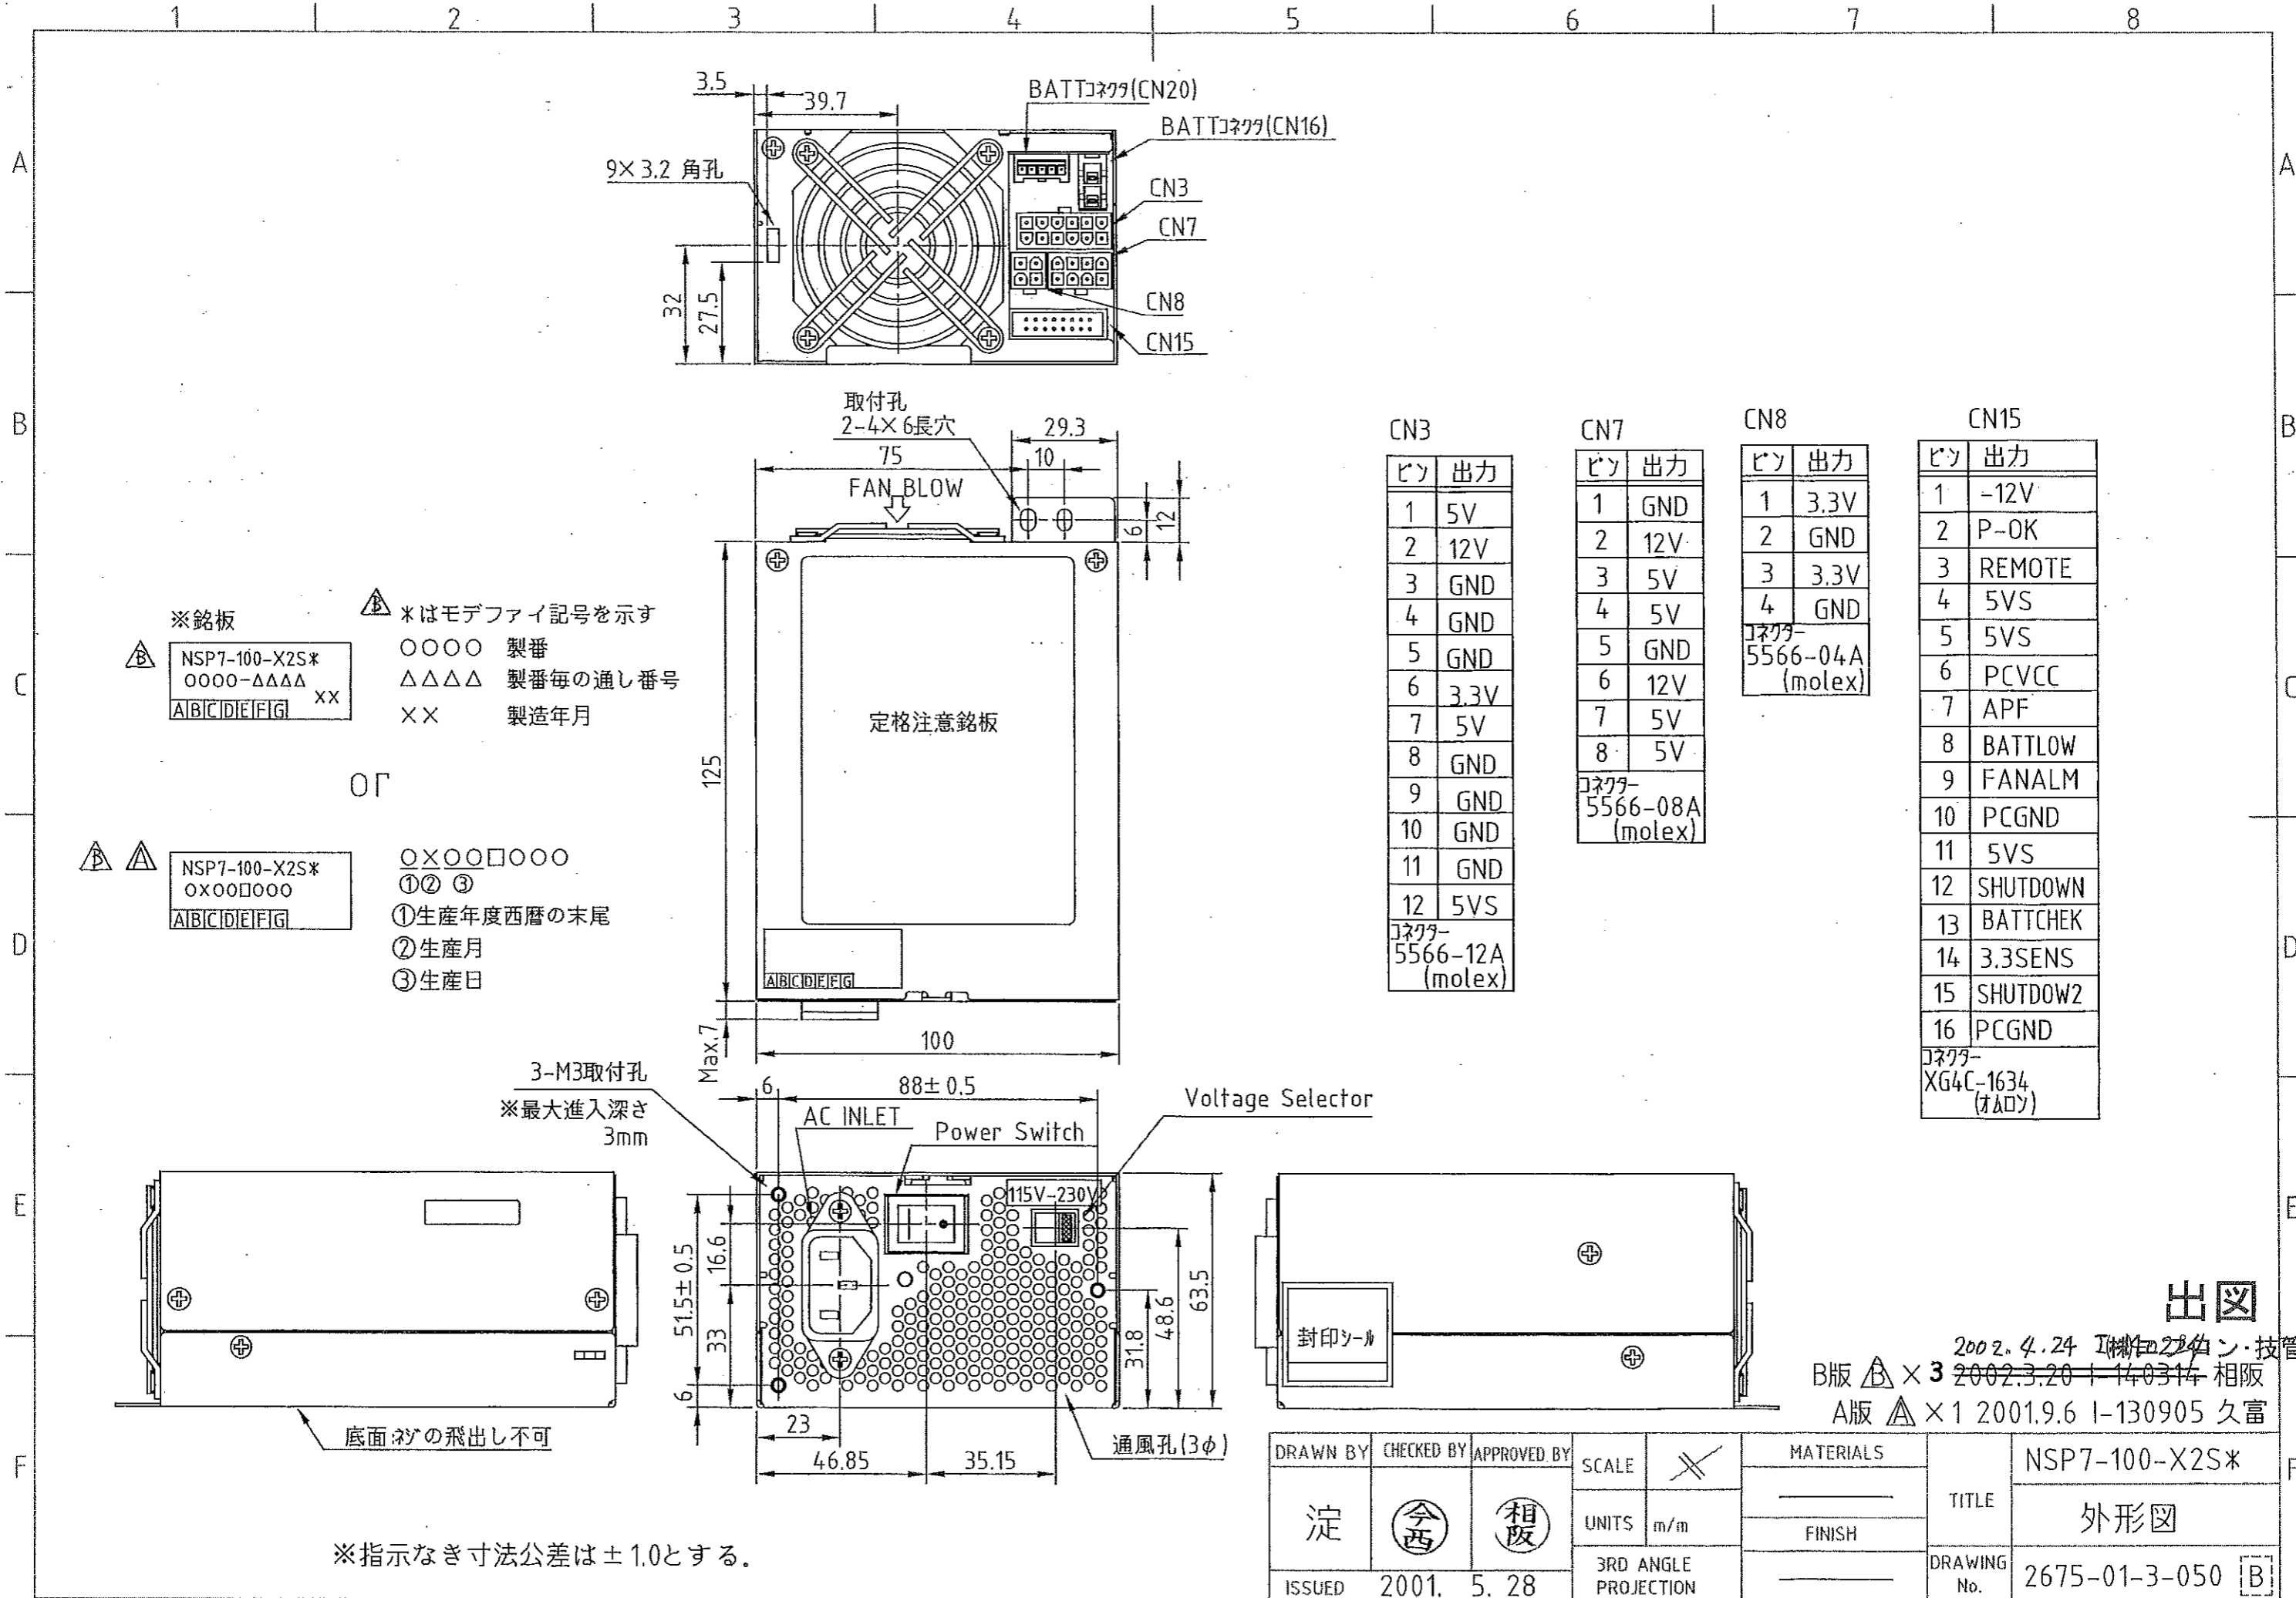 1 2 3 4 5 6 7 8
A
B
C
D
E
F
A
B
C
D
E
F
3.5
39.7
9×3.2 角孔
32
27.5
BATTコネクタ(CN20)
BATTコネクタ(CN16)
CN3
CN7
CN8
CN15
取付孔
2-4×6長穴
75
29.3
10
FAN BLOW
6
12
125
定格注意銘板
ABCDEFG
Max.7
100
※銘板
B
NSP7-100-X2S*
○○○○-△△△△
××
ABCDEFG
B *はモデファイ記号を示す
○○○○ 製番
△△△△ 製番毎の通し番号
×× 製造年月
or
B A
NSP7-100-X2S*
○×○○□○○○
ABCDEFG
○×○○□○○○
①② ③
①生産年度西暦の末尾
②生産月
③生産日
CN3
ピン 出力
1 5V
2 12V
3 GND
4 GND
5 GND
6 3.3V
7 5V
8 GND
9 GND
10 GND
11 GND
12 5VS
コネクター
5566-12A
(molex)
CN7
ピン 出力
1 GND
2 12V
3 5V
4 5V
5 GND
6 12V
7 5V
8 5V
コネクター
5566-08A
(molex)
CN8
ピン 出力
1 3.3V
2 GND
3 3.3V
4 GND
コネクター
5566-04A
(molex)
CN15
ピン 出力
1 -12V
2 P-OK
3 REMOTE
4 5VS
5 5VS
6 PCVCC
7 APF
8 BATTLOW
9 FANALM
10 PCGND
11 5VS
12 SHUTDOWN
13 BATTCHEK
14 3.3SENS
15 SHUTDOW2
16 PCGND
コネクター
XG4C-1634
(オムロン)
3-M3取付孔
※最大進入深さ
3mm
6
88±0.5
AC INLET
Power Switch
Voltage Selector
115V-230V
51.5±0.5
16.6
33
6
63.5
48.6
31.8
23
46.85
35.15
通風孔(3φ)
底面ネジの飛出し不可
封印シール
※指示なき寸法公差は±1.0とする。
出図
2002.4.24
ン・技管
B版 B ×3 2002.3.20 I-140314 相阪
A版 A ×1 2001.9.6 I-130905 久富
DRAWN BY
CHECKED BY
APPROVED BY
淀
今西
相阪
ISSUED 2001. 5. 28
SCALE
UNITS m/m
3RD ANGLE
PROJECTION
MATERIALS
FINISH
TITLE
NSP7-100-X2S*
外形図
DRAWING
No.
2675-01-3-050 B